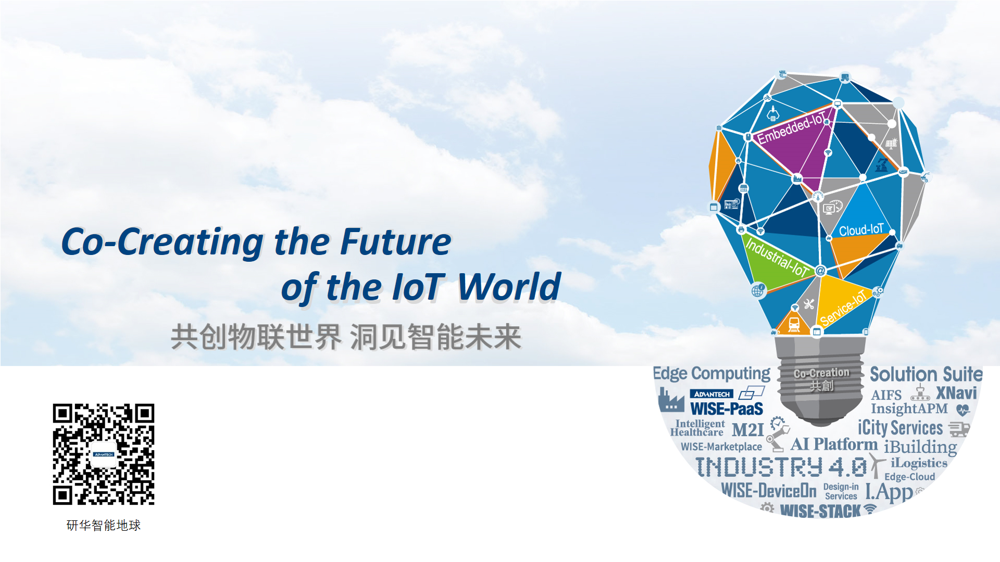 Co-Creating the Future
of the IoT World
共创物联世界 洞见智能未来
ADVANTECH
研华智能地球
Embedded-IoT
Cloud-IoT
Industrial-IoT
Service-IoT
Co-Creation
共創
Edge Computing
Solution Suite
ADVANTECH
WISE-PaaS
AIFS
XNavi
InsightAPM
Intelligent
Healthcare
M2I
iCity Services
WISE-Marketplace
AI Platform
iBuilding
INDUSTRY 4.0
iLogistics
Edge-Cloud
WISE-DeviceOn
Design-in
Services
I.App
WISE-STACK